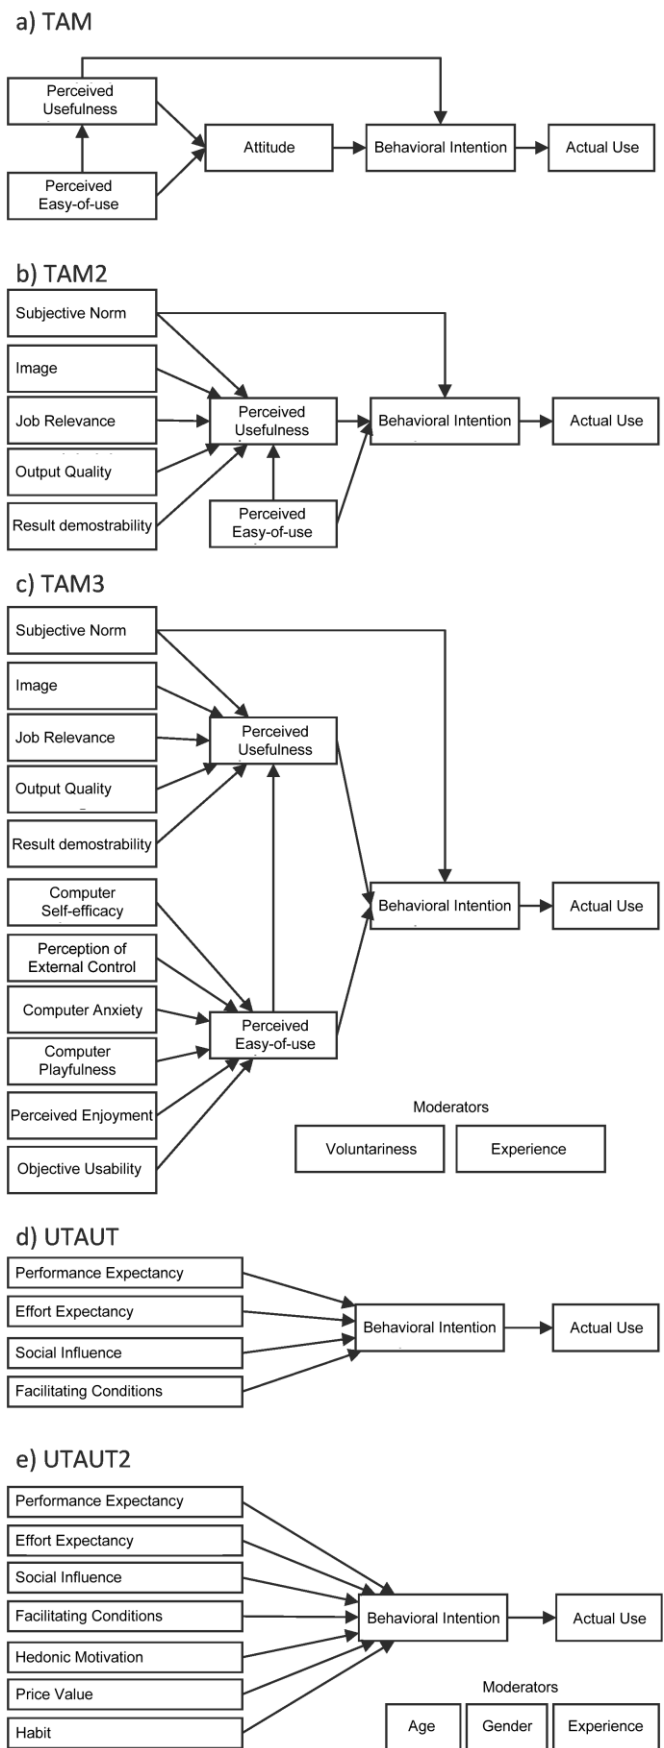 a) TAM
Perceived
Usefulness
Attitude
Behavioral Intention
Actual Use
Perceived
Easy-of-use
b) TAM2
Subjective Norm
Image
Job Relevance
Perceived
Usefulness
Behavioral Intention
Actual Use
Output Quality
Result demostrability
Perceived
Easy-of-use
c) TAM3
Subjective Norm
Image
Job Relevance
Perceived
Usefulness
Output Quality
Result demostrability
Computer
Self-efficacy
Behavioral Intention
Actual Use
Perception of
External Control
Computer Anxiety
Perceived
Easy-of-use
Computer
Playfulness
Perceived Enjoyment
Objective Usability
Moderators
Voluntariness
Experience
d) UTAUT
Performance Expectancy
Effort Expectancy
Social Influence
Facilitating Conditions
Behavioral Intention
Actual Use
e) UTAUT2
Performance Expectancy
Effort Expectancy
Social Influence
Facilitating Conditions
Behavioral Intention
Actual Use
Hedonic Motivation
Price Value
Habit
Moderators
Age
Gender
Experience